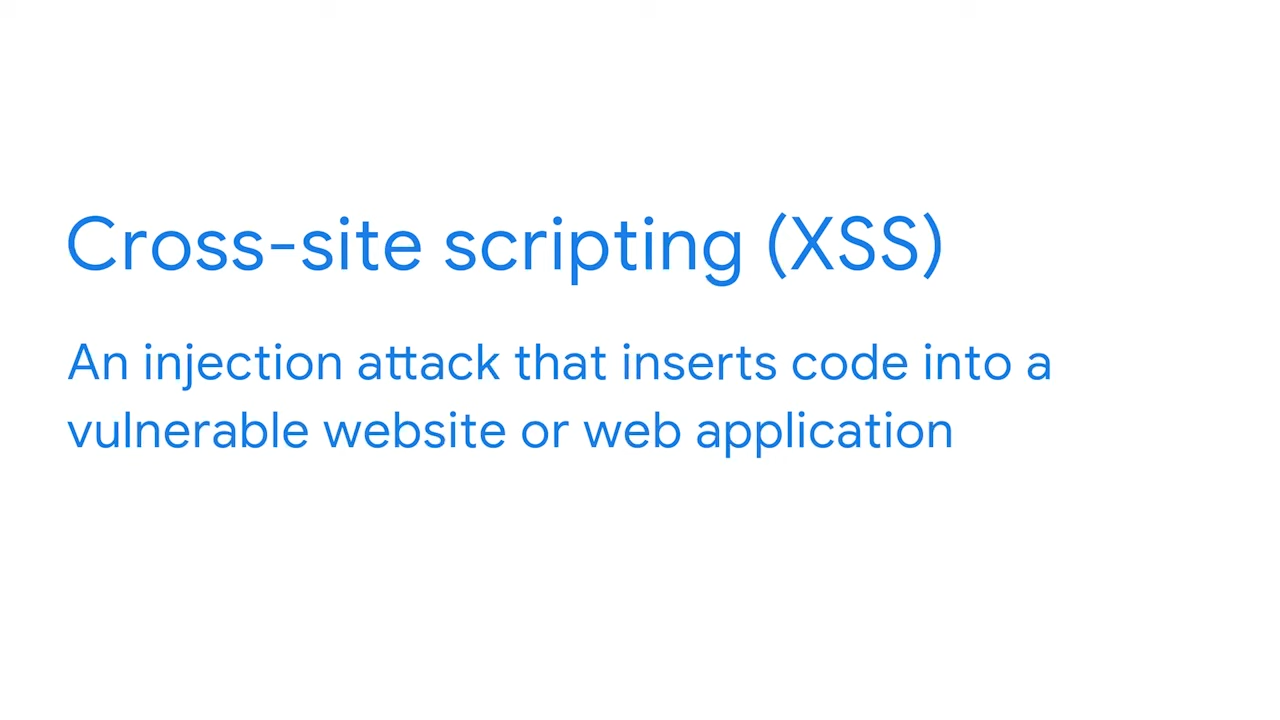 Cross-site scripting (XSS)
An injection attack that inserts code into a
vulnerable website or web application